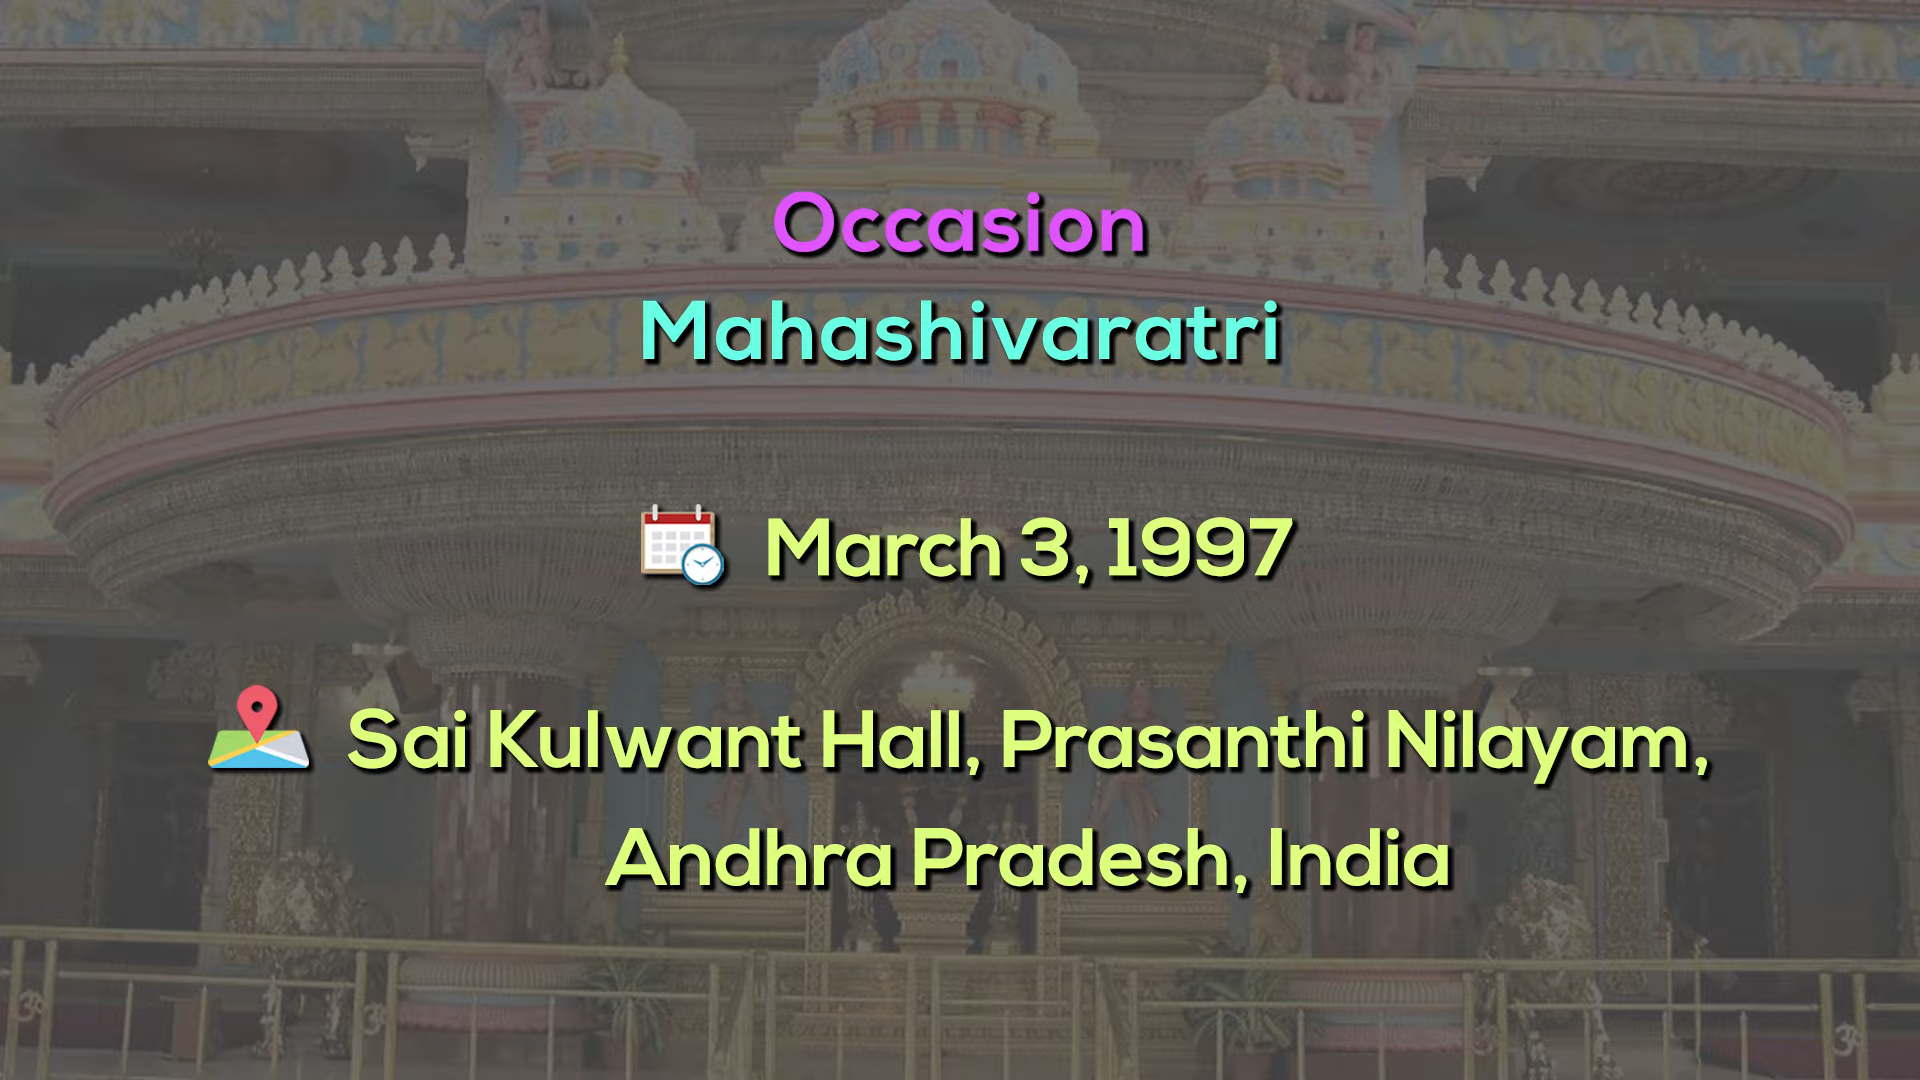 Occasion
Mahashivaratri
March 3, 1997
Sai Kulwant Hall, Prasanthi Nilayam,
Andhra Pradesh, India